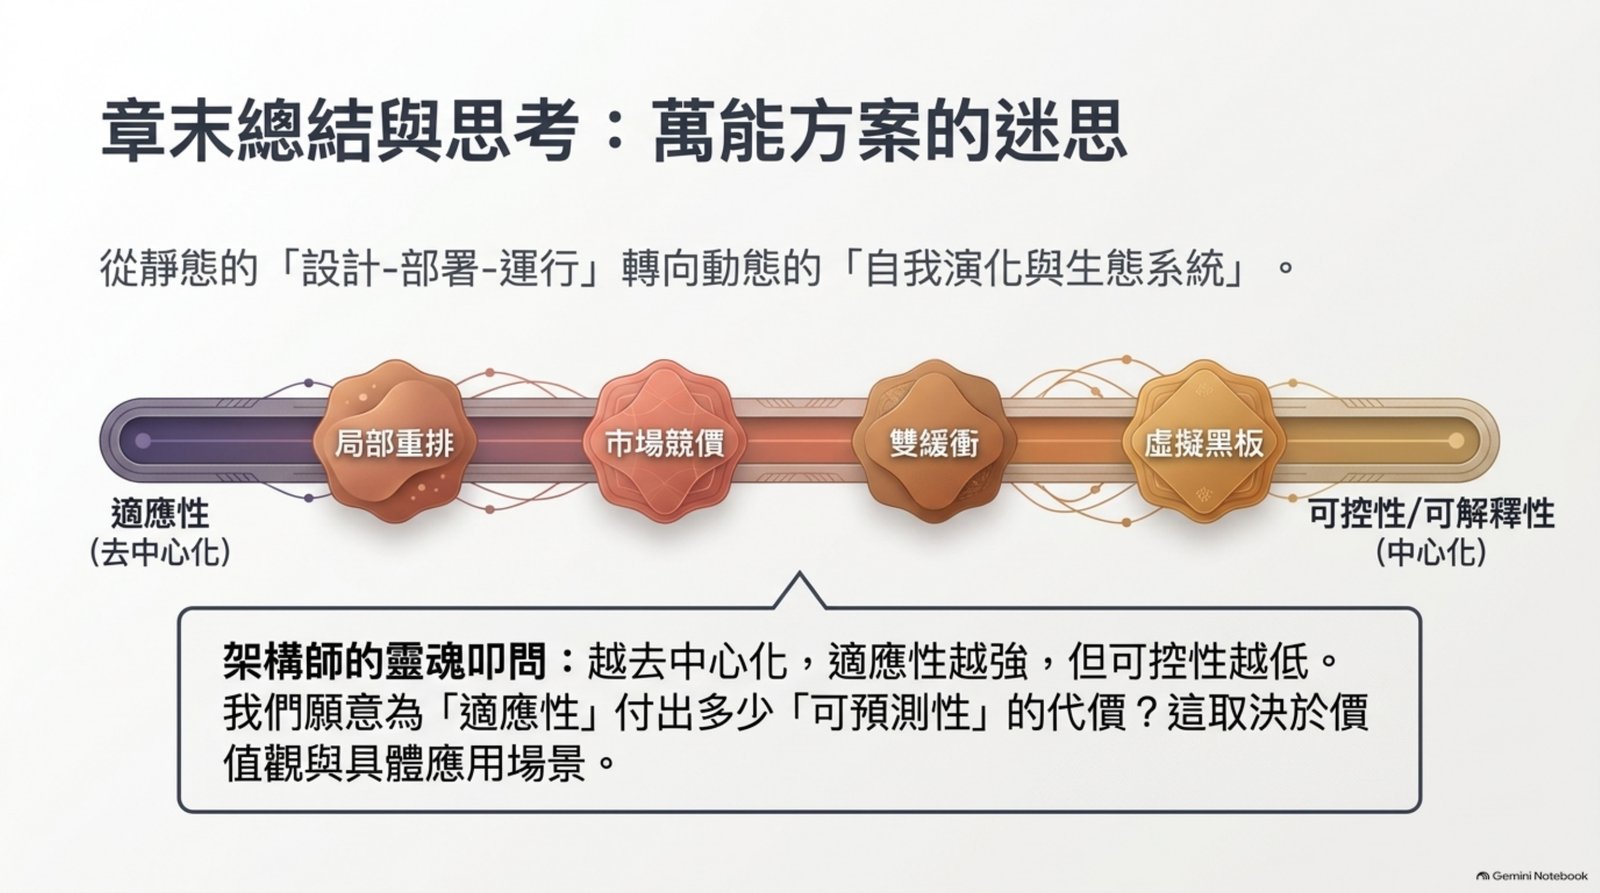 章末總結與思考：萬能方案的迷思
從靜態的「設計-部署-運行」轉向動態的「自我演化與生態系統」。
局部重排
市場競價
雙緩衝
虛擬黑板
適應性
(去中心化)
可控性/可解釋性
(中心化)
架構師的靈魂叩問：越去中心化，適應性越強，但可控性越低。
我們願意為「適應性」付出多少「可預測性」的代價？這取決於價
值觀與具體應用場景。
Gemini Notebook